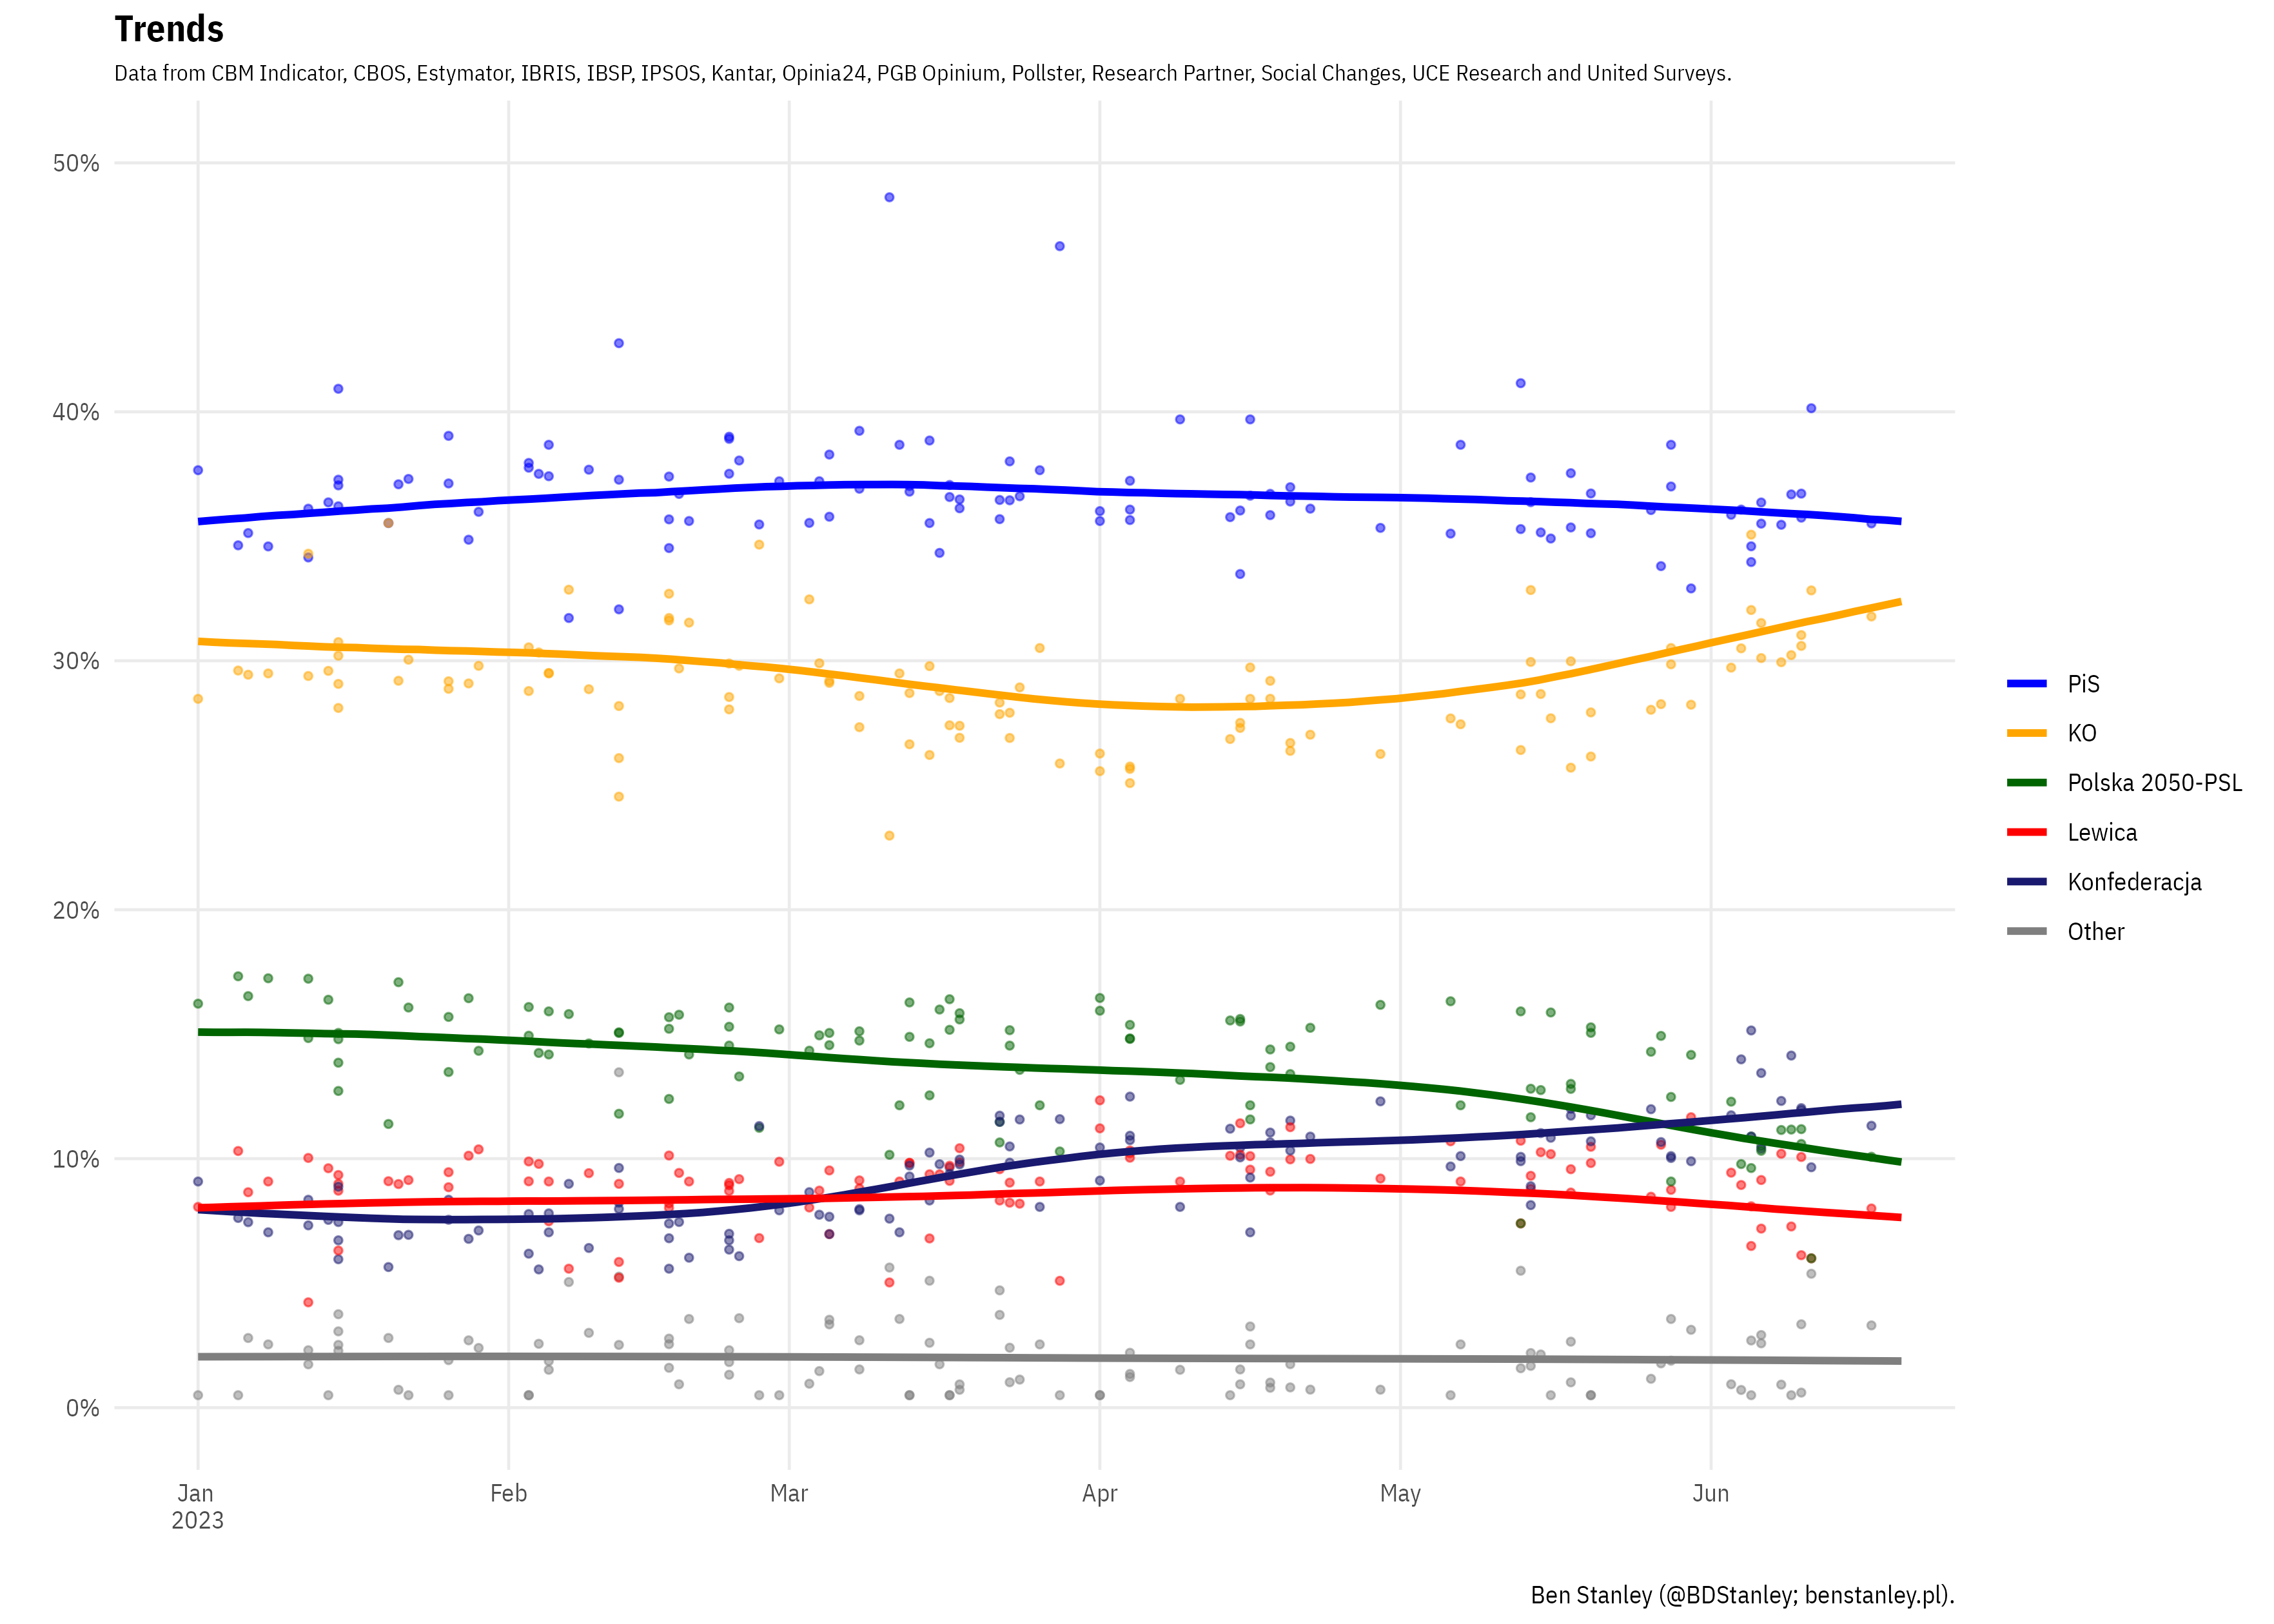 Trends
Data from CBM Indicator, CBOS, Estymator, IBRIS, IBSP, IPSOS, Kantar, Opinia24, PGB Opinium, Pollster, Research Partner, Social Changes, UCE Research and United Surveys.
50%
40%
30%
20%
10%
0%
Jan
2023
Feb
Mar
Apr
May
Jun
PiS
KO
Polska 2050-PSL
Lewica
Konfederacja
Other
Ben Stanley (@BDStanley; benstanley.pl).